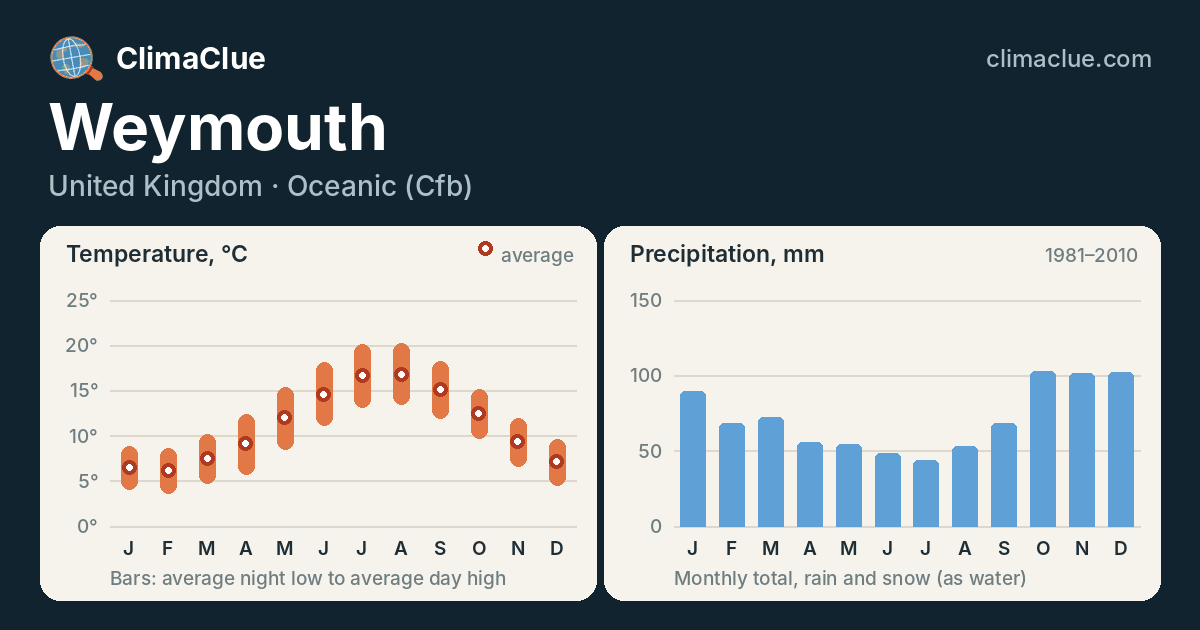 ClimaClue
climaclue.com
Weymouth
United Kingdom · Oceanic (Cfb)
Temperature, °C
average
25°
20°
15°
10°
5°
0°
J F M A M J J A S O N D
Bars: average night low to average day high
Precipitation, mm
1981–2010
150
100
50
0
J F M A M J J A S O N D
Monthly total, rain and snow (as water)